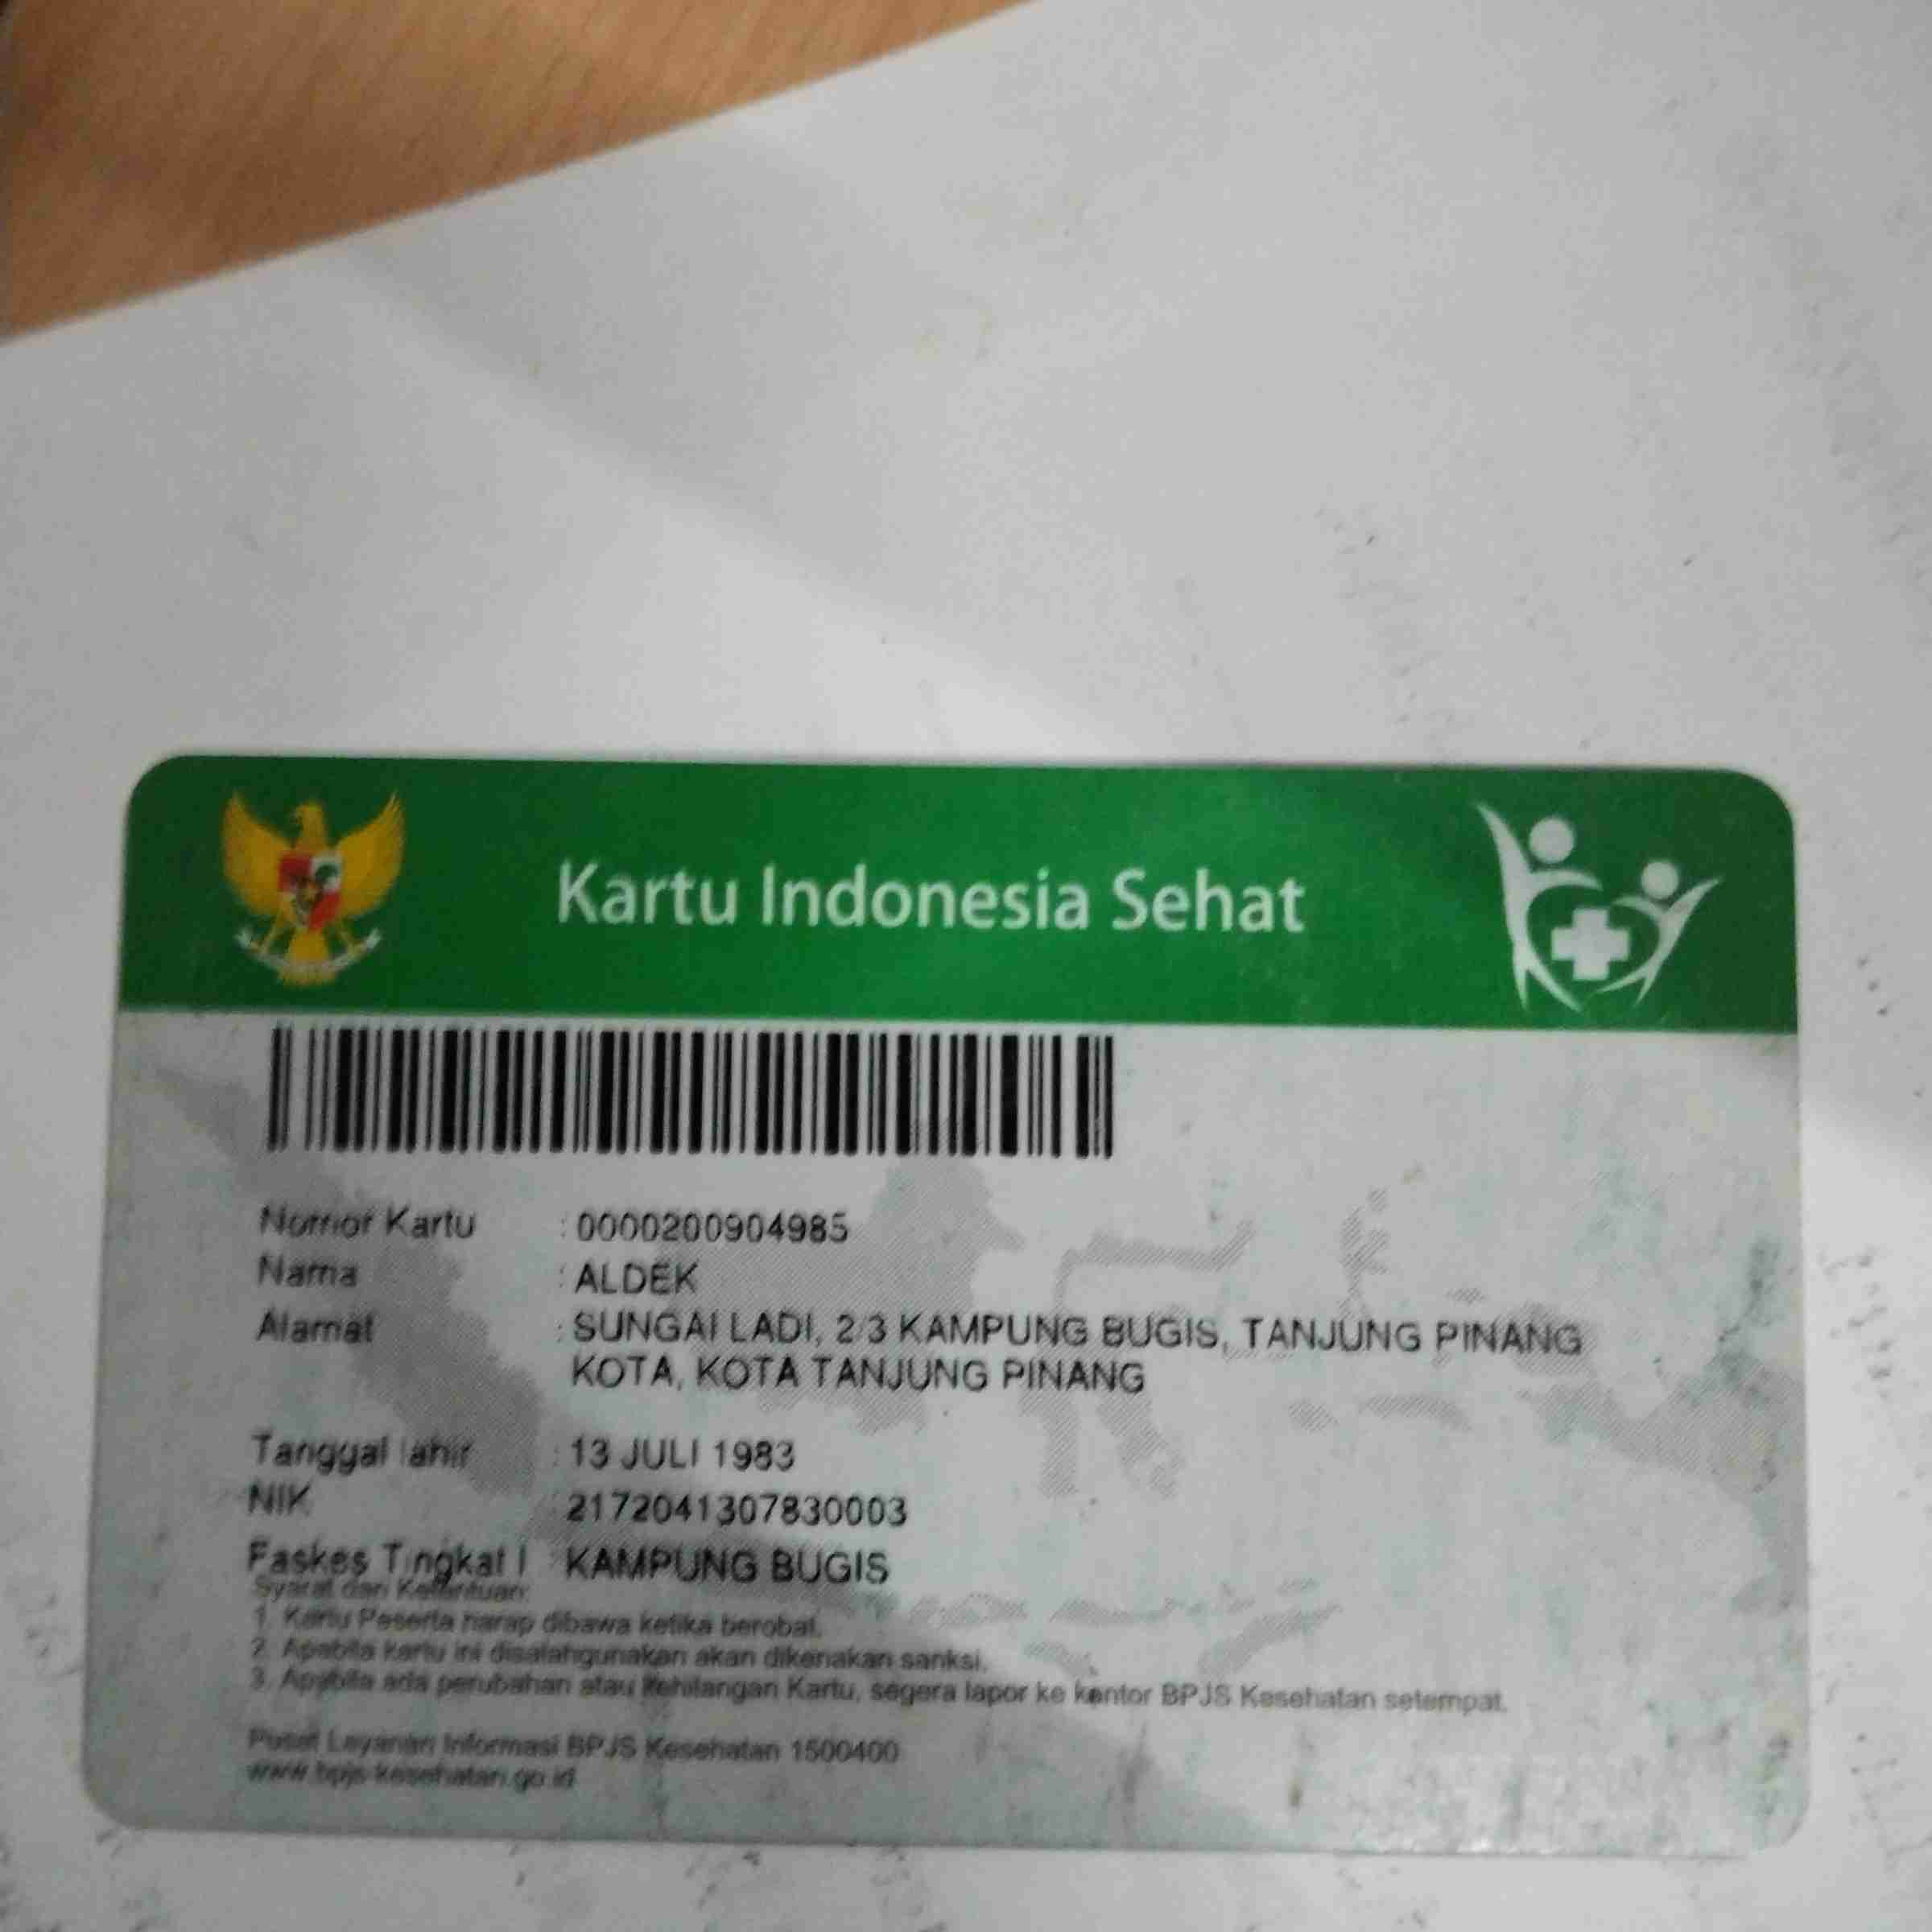 Kartu Indonesia Sehat
Nomor Kartu : 0000200904985
Nama : ALDEK
Alamat : SUNGAI LADI, 2/3 KAMPUNG BUGIS, TANJUNG PINANG
KOTA, KOTA TANJUNG PINANG
Tanggal lahir : 13 JULI 1983
NIK : 2172041307830003
Faskes Tingkat I : KAMPUNG BUGIS
Syarat dan Ketentuan:
1. Kartu Peserta harap dibawa ketika berobat.
2. Apabila kartu ini disalahgunakan akan dikenakan sanksi.
3. Apabila ada perubahan atau Kehilangan Kartu, segera lapor ke kantor BPJS Kesehatan setempat.
Pusat Layanan Informasi BPJS Kesehatan 1500400
www.bpjs-kesehatan.go.id